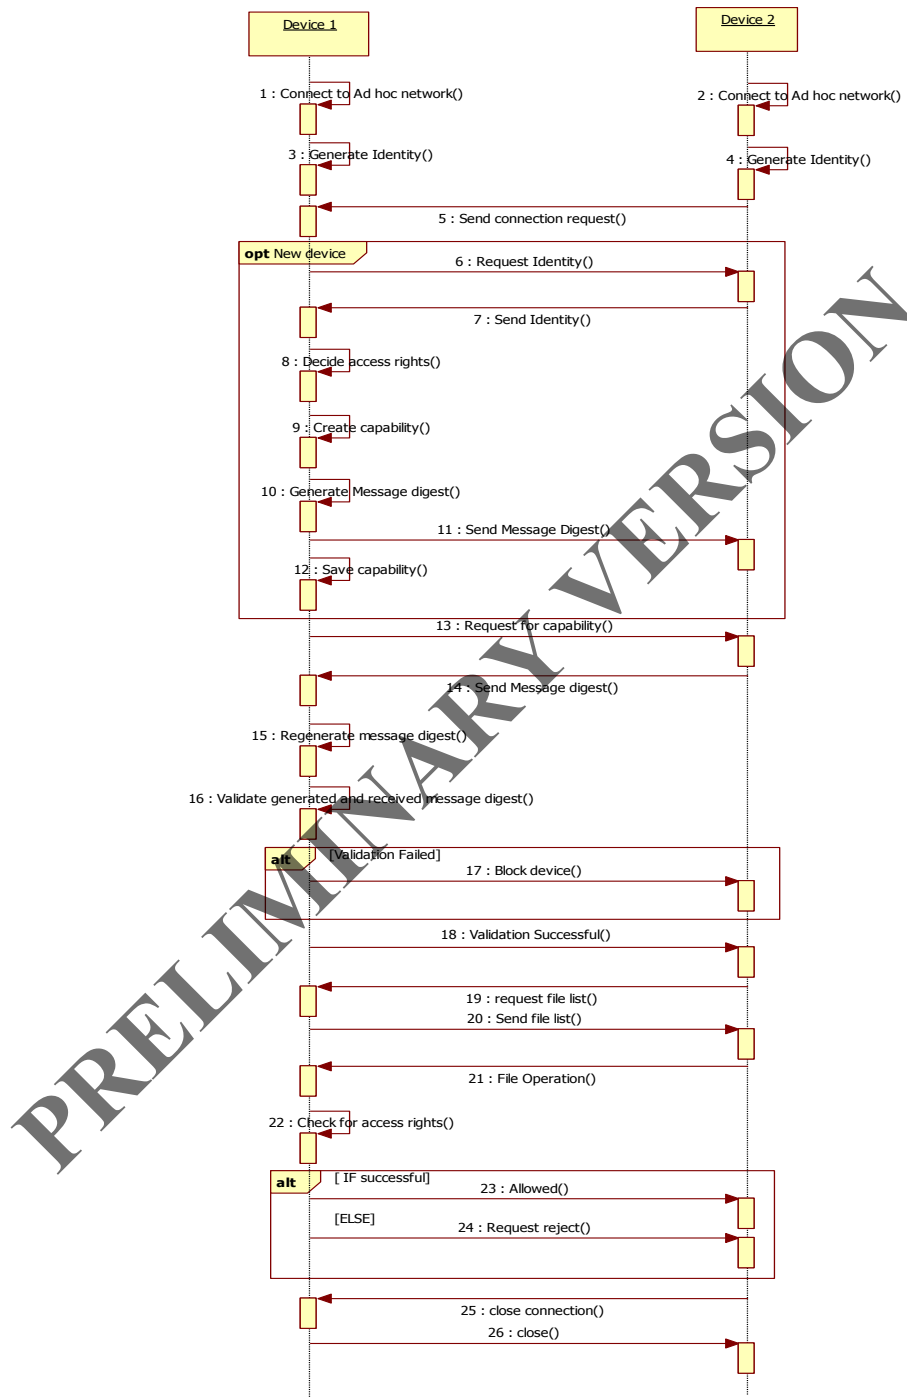 Device 1
Device 2
1 : Connect to Ad hoc network()
2 : Connect to Ad hoc network()
3 : Generate Identity()
4 : Generate Identity()
5 : Send connection request()
opt New device
6 : Request Identity()
7 : Send Identity()
8 : Decide access rights()
9 : Create capability()
10 : Generate Message digest()
11 : Send Message Digest()
12 : Save capability()
13 : Request for capability()
14 : Send Message digest()
15 : Regenerate message digest()
16 : Validate generated and received message digest()
alt [Validation Failed]
17 : Block device()
18 : Validation Successful()
19 : request file list()
20 : Send file list()
21 : File Operation()
22 : Check for access rights()
alt [ IF successful]
23 : Allowed()
[ELSE]
24 : Request reject()
25 : close connection()
26 : close()
PRELIMINARY VERSION